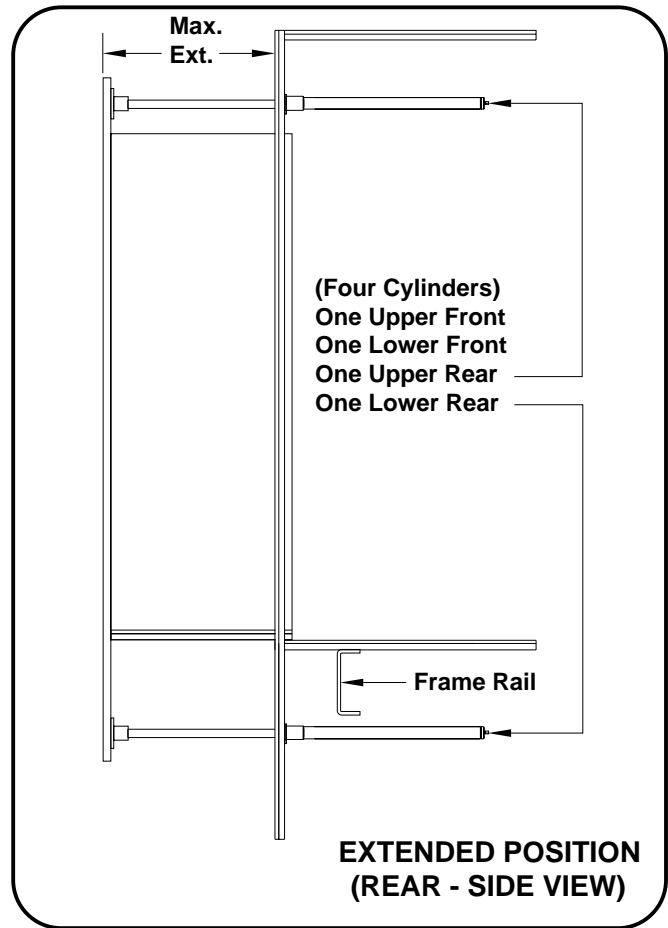 Max.
Ext.
(Four Cylinders)
One Upper Front
One Lower Front
One Upper Rear
One Lower Rear
Frame Rail
EXTENDED POSITION
(REAR - SIDE VIEW)